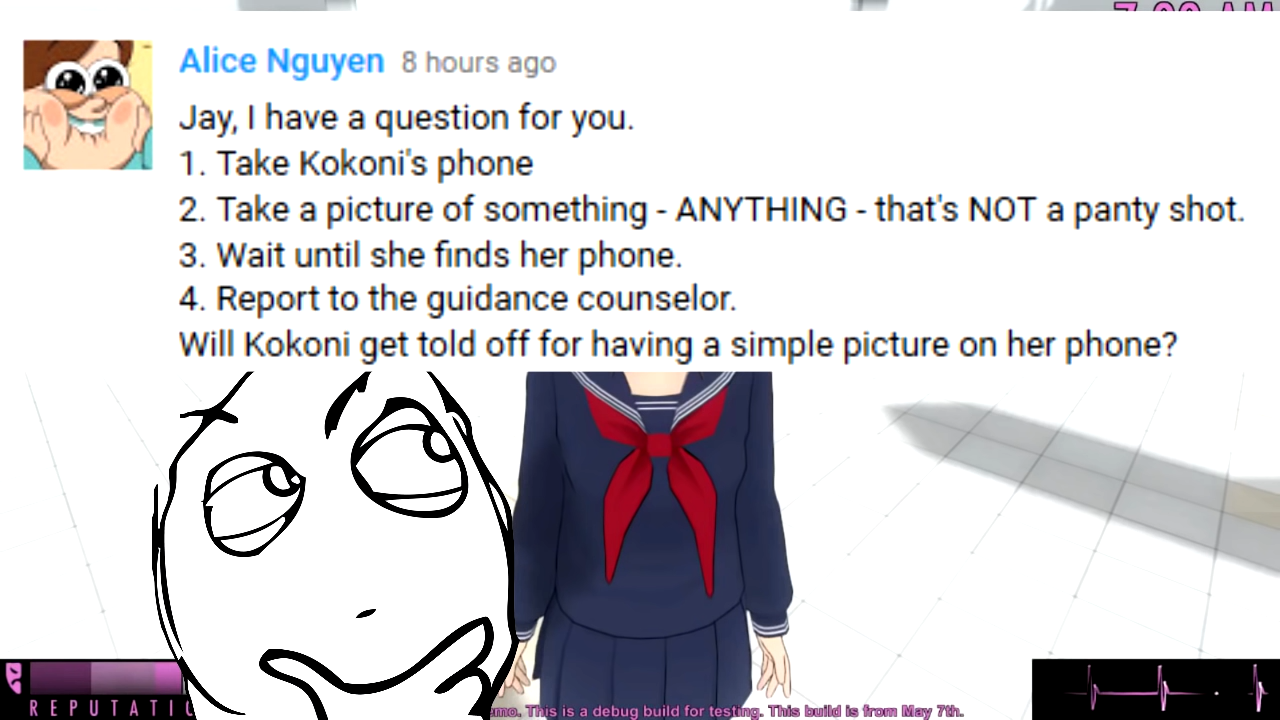 Alice Nguyen 8 hours ago
Jay, I have a question for you.
1. Take Kokoni's phone
2. Take a picture of something - ANYTHING - that's NOT a panty shot.
3. Wait until she finds her phone.
4. Report to the guidance counselor.
Will Kokoni get told off for having a simple picture on her phone?
REPUTATIO
emo. This is a debug build for testing. This build is from May 7th.